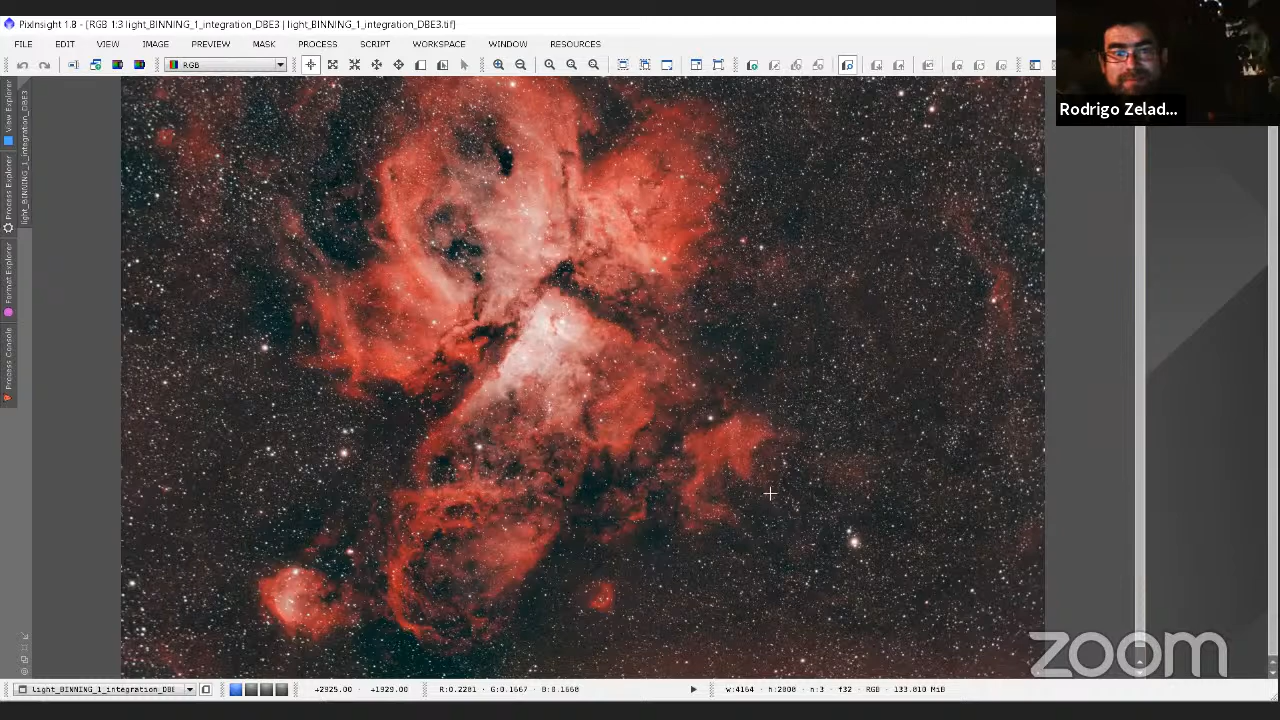 PixInsight 1.8 - [RGB 1:3 light_BINNING_1_integration_DBE3 | light_BINNING_1_integration_DBE3.tif]
FILE EDIT VIEW IMAGE PREVIEW MASK PROCESS SCRIPT WORKSPACE WINDOW RESOURCES
RGB
Rodrigo Zelad...
View Explorer
Process Explorer
Format Explorer
Process Console
light_BINNING_1_integration_DBE3
zoom
light_BINNING_1_integration_DBE
+2925.00 +1929.00 R:0.2281 · G:0.1667 · B:0.1668 w:4164 · h:2808 · n:3 · f32 · RGB · 133.810 MiB